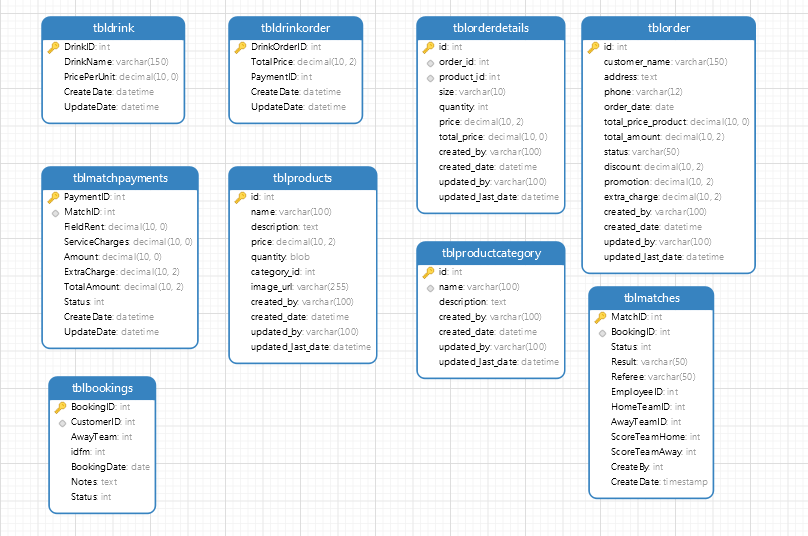 tbldrink
DrinkID: int
DrinkName: varchar(150)
PricePerUnit: decimal(10, 0)
CreateDate: datetime
UpdateDate: datetime
tbldrinkorder
DrinkOrderID: int
TotalPrice: decimal(10, 2)
PaymentID: int
CreateDate: datetime
UpdateDate: datetime
tblorderdetails
id: int
order_id: int
product_id: int
size: varchar(10)
quantity: int
price: decimal(10, 2)
total_price: decimal(10, 0)
created_by: varchar(100)
created_date: datetime
updated_by: varchar(100)
updated_last_date: datetime
tblorder
id: int
customer_name: varchar(150)
address: text
phone: varchar(12)
order_date: date
total_price_product: decimal(10, 0)
total_amount: decimal(10, 2)
status: varchar(50)
discount: decimal(10, 2)
promotion: decimal(10, 2)
extra_charge: decimal(10, 2)
created_by: varchar(100)
created_date: datetime
updated_by: varchar(100)
updated_last_date: datetime
tblmatchpayments
PaymentID: int
MatchID: int
FieldRent: decimal(10, 0)
ServiceCharges: decimal(10, 0)
Amount: decimal(10, 0)
ExtraCharge: decimal(10, 2)
TotalAmount: decimal(10, 2)
Status: int
CreateDate: datetime
UpdateDate: datetime
tblproducts
id: int
name: varchar(100)
description: text
price: decimal(10, 2)
quantity: blob
category_id: int
image_url: varchar(255)
created_by: varchar(100)
created_date: datetime
updated_by: varchar(100)
updated_last_date: datetime
tblproductcategory
id: int
name: varchar(100)
description: text
created_by: varchar(100)
created_date: datetime
updated_by: varchar(100)
updated_last_date: datetime
tblmatches
MatchID: int
BookingID: int
Status: int
Result: varchar(50)
Referee: varchar(50)
EmployeeID: int
HomeTeamID: int
AwayTeamID: int
ScoreTeamHome: int
ScoreTeamAway: int
CreateBy: int
CreateDate: timestamp
tblbookings
BookingID: int
CustomerID: int
AwayTeam: int
idfm: int
BookingDate: date
Notes: text
Status: int